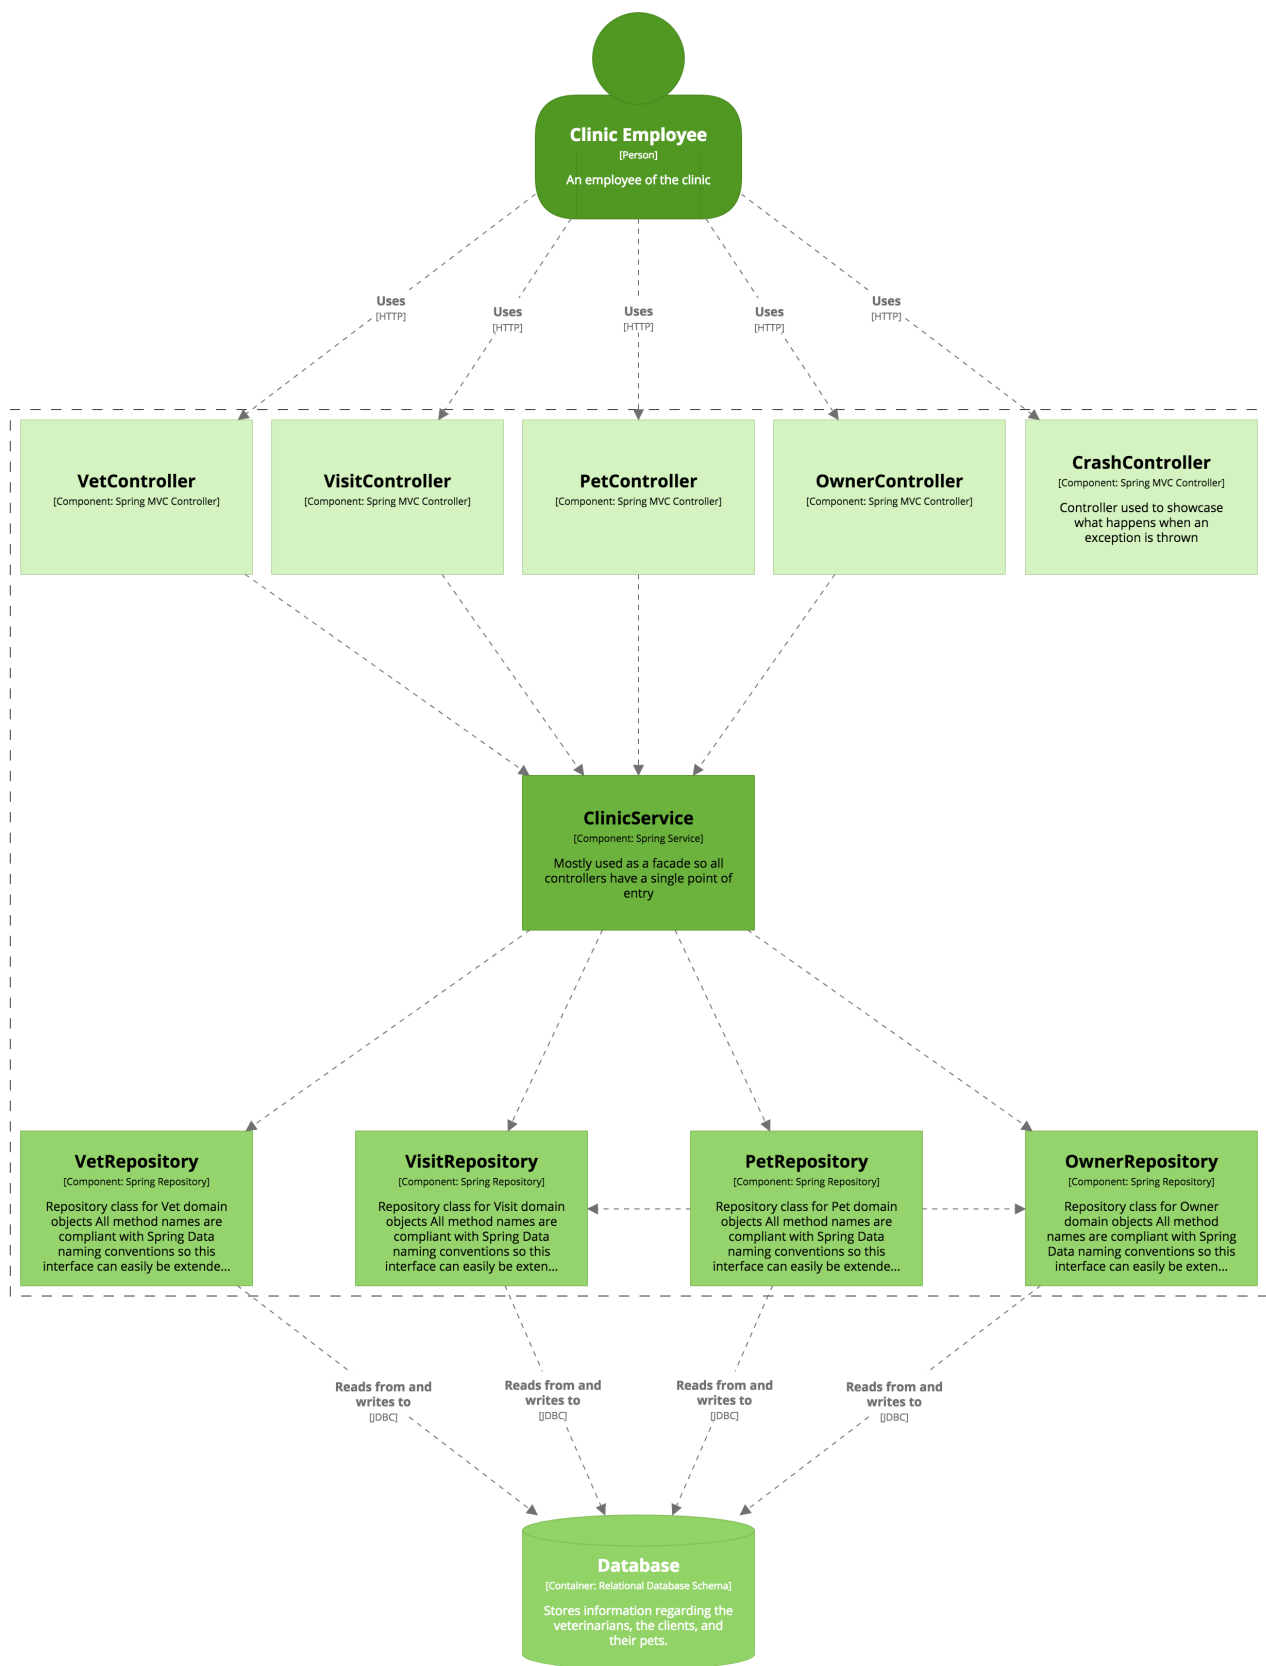 Clinic Employee
[Person]
An employee of the clinic
Uses
[HTTP]
Uses
[HTTP]
Uses
[HTTP]
Uses
[HTTP]
Uses
[HTTP]
VetController
[Component: Spring MVC Controller]
VisitController
[Component: Spring MVC Controller]
PetController
[Component: Spring MVC Controller]
OwnerController
[Component: Spring MVC Controller]
CrashController
[Component: Spring MVC Controller]
Controller used to showcase
what happens when an
exception is thrown
ClinicService
[Component: Spring Service]
Mostly used as a facade so all
controllers have a single point of
entry
VetRepository
[Component: Spring Repository]
Repository class for Vet domain
objects All method names are
compliant with Spring Data
naming conventions so this
interface can easily be extende...
VisitRepository
[Component: Spring Repository]
Repository class for Visit domain
objects All method names are
compliant with Spring Data
naming conventions so this
interface can easily be exten...
PetRepository
[Component: Spring Repository]
Repository class for Pet domain
objects All method names are
compliant with Spring Data
naming conventions so this
interface can easily be extende...
OwnerRepository
[Component: Spring Repository]
Repository class for Owner
domain objects All method
names are compliant with Spring
Data naming conventions so this
interface can easily be exten...
Reads from and
writes to
[JDBC]
Reads from and
writes to
[JDBC]
Reads from and
writes to
[JDBC]
Reads from and
writes to
[JDBC]
Database
[Container: Relational Database Schema]
Stores information regarding the
veterinarians, the clients, and
their pets.